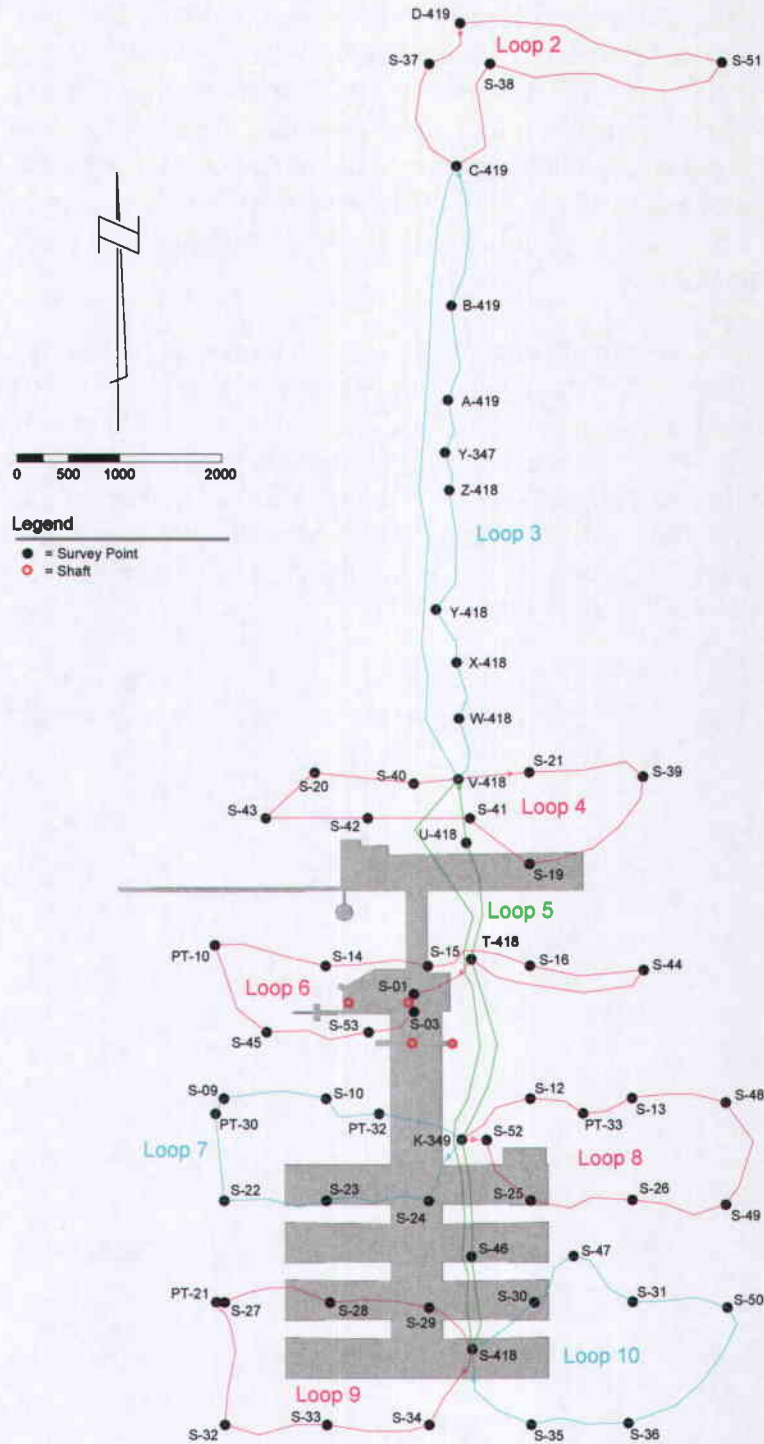 D-419
Loop 2
S-37
S-38
S-51
C-419
B-419
A-419
Y-347
Z-418
0 500 1000 2000
Loop 3
Legend
= Survey Point
= Shaft
Y-418
X-418
W-418
S-21
S-20
S-40
V-418
S-39
S-43
S-42
S-41
Loop 4
U-418
S-19
Loop 5
T-418
PT-10
S-14
S-15
S-16
S-44
Loop 6
S-01
S-03
S-45
S-53
S-09
S-10
S-12
S-13
S-48
PT-30
PT-32
PT-33
K-349
S-52
Loop 7
Loop 8
S-22
S-23
S-24
S-25
S-26
S-49
S-46
S-47
PT-21
S-27
S-28
S-29
S-30
S-31
S-50
S-418
Loop 10
Loop 9
S-32
S-33
S-34
S-35
S-36